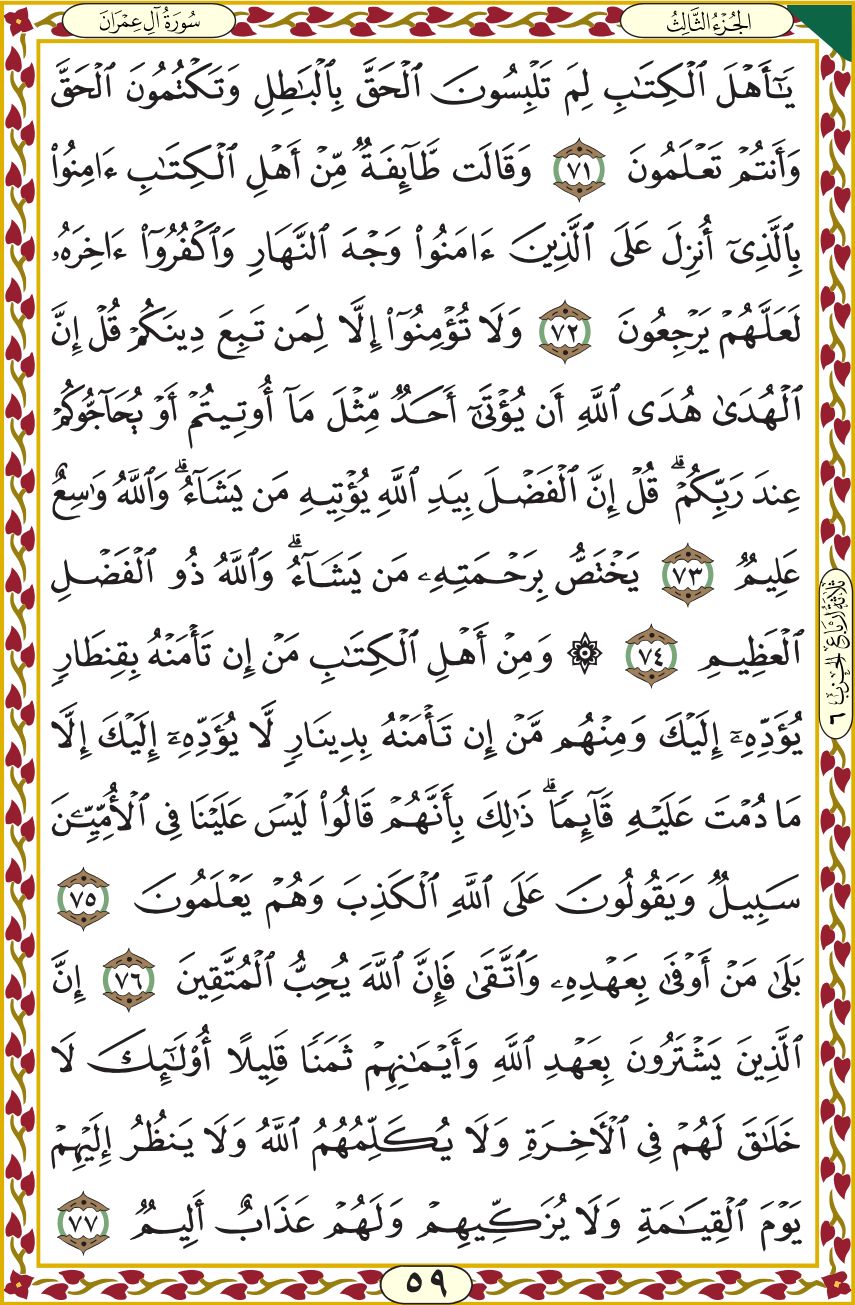 الجُزْءُ الثَّالِثُ
سُورَةُ آلِ عِمْرَانَ
يَٰٓأَهْلَ ٱلْكِتَٰبِ لِمَ تَلْبِسُونَ ٱلْحَقَّ بِٱلْبَٰطِلِ وَتَكْتُمُونَ ٱلْحَقَّ
وَأَنتُمْ تَعْلَمُونَ ٧١ وَقَالَت طَّآئِفَةٌ مِّنْ أَهْلِ ٱلْكِتَٰبِ ءَامِنُوا۟
بِٱلَّذِىٓ أُنزِلَ عَلَى ٱلَّذِينَ ءَامَنُوا۟ وَجْهَ ٱلنَّهَارِ وَٱكْفُرُوٓا۟ ءَاخِرَهُۥ
لَعَلَّهُمْ يَرْجِعُونَ ٧٢ وَلَا تُؤْمِنُوٓا۟ إِلَّا لِمَن تَبِعَ دِينَكُمْ قُلْ إِنَّ
ٱلْهُدَىٰ هُدَى ٱللَّهِ أَن يُؤْتَىٰٓ أَحَدٌ مِّثْلَ مَآ أُوتِيتُمْ أَوْ يُحَآجُّوكُمْ
عِندَ رَبِّكُمْ ۗ قُلْ إِنَّ ٱلْفَضْلَ بِيَدِ ٱللَّهِ يُؤْتِيهِ مَن يَشَآءُ ۗ وَٱللَّهُ وَٰسِعٌ
عَلِيمٌ ٧٣ يَخْتَصُّ بِرَحْمَتِهِۦ مَن يَشَآءُ ۗ وَٱللَّهُ ذُو ٱلْفَضْلِ
ٱلْعَظِيمِ ٧٤ ۞ وَمِنْ أَهْلِ ٱلْكِتَٰبِ مَنْ إِن تَأْمَنْهُ بِقِنطَارٍ
يُؤَدِّهِۦٓ إِلَيْكَ وَمِنْهُم مَّنْ إِن تَأْمَنْهُ بِدِينَارٍ لَّا يُؤَدِّهِۦٓ إِلَيْكَ إِلَّا
مَا دُمْتَ عَلَيْهِ قَآئِمًا ۗ ذَٰلِكَ بِأَنَّهُمْ قَالُوا۟ لَيْسَ عَلَيْنَا فِى ٱلْأُمِّيِّـۧنَ
سَبِيلٌ وَيَقُولُونَ عَلَى ٱللَّهِ ٱلْكَذِبَ وَهُمْ يَعْلَمُونَ ٧٥
بَلَىٰ مَنْ أَوْفَىٰ بِعَهْدِهِۦ وَٱتَّقَىٰ فَإِنَّ ٱللَّهَ يُحِبُّ ٱلْمُتَّقِينَ ٧٦ إِنَّ
ٱلَّذِينَ يَشْتَرُونَ بِعَهْدِ ٱللَّهِ وَأَيْمَٰنِهِمْ ثَمَنًا قَلِيلًا أُو۟لَٰٓئِكَ لَا
خَلَٰقَ لَهُمْ فِى ٱلْأَخِرَةِ وَلَا يُكَلِّمُهُمُ ٱللَّهُ وَلَا يَنظُرُ إِلَيْهِمْ
يَوْمَ ٱلْقِيَٰمَةِ وَلَا يُزَكِّيهِمْ وَلَهُمْ عَذَابٌ أَلِيمٌ ٧٧
ثَلَاثَةُ أَرْبَاعِ الحِزْبِ ٦
٥٩